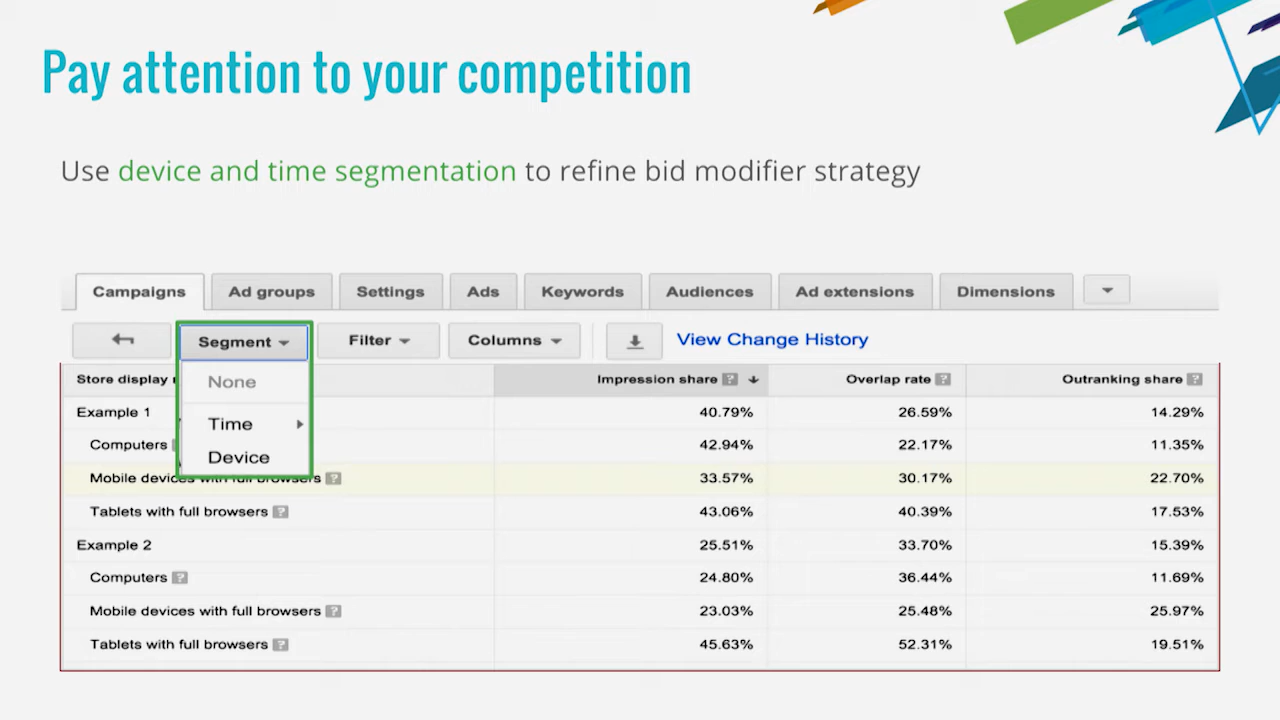 Pay attention to your competition
Use device and time segmentation to refine bid modifier strategy
Campaigns Ad groups Settings Ads Keywords Audiences Ad extensions Dimensions
Segment Filter Columns View Change History
None
Time
Device
Store display Impression share ? Overlap rate ? Outranking share ?
Example 1 40.79% 26.59% 14.29%
Computers 42.94% 22.17% 11.35%
Mobile devices with full browsers ? 33.57% 30.17% 22.70%
Tablets with full browsers ? 43.06% 40.39% 17.53%
Example 2 25.51% 33.70% 15.39%
Computers ? 24.80% 36.44% 11.69%
Mobile devices with full browsers ? 23.03% 25.48% 25.97%
Tablets with full browsers ? 45.63% 52.31% 19.51%